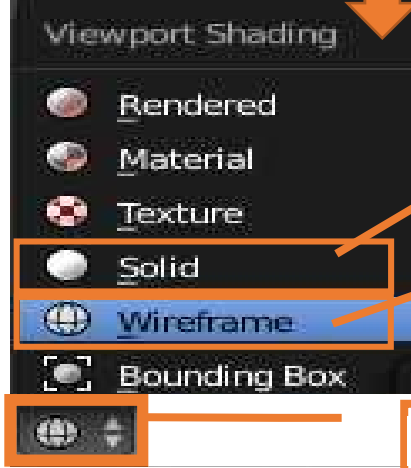 Viewport Shading
Rendered
Material
Texture
Solid
Wireframe
Bounding Box